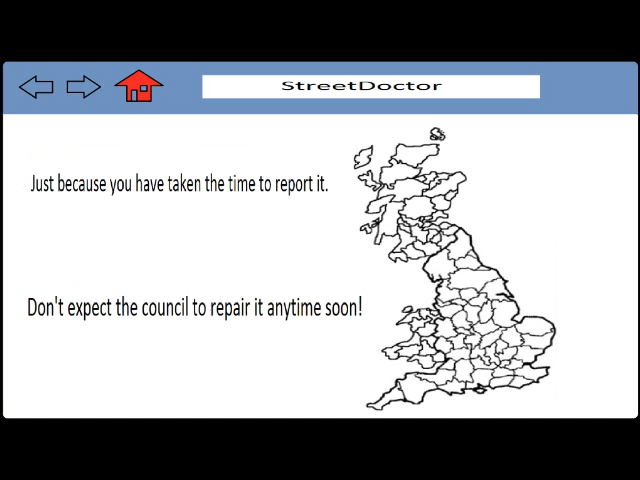 StreetDoctor
Just because you have taken the time to report it.
Don't expect the council to repair it anytime soon!